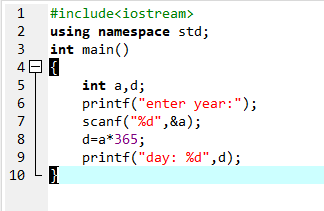 1 #include<iostream>
2 using namespace std;
3 int main()
4 {
5 int a,d;
6 printf("enter year:");
7 scanf("%d",&a);
8 d=a*365;
9 printf("day: %d",d);
10 }